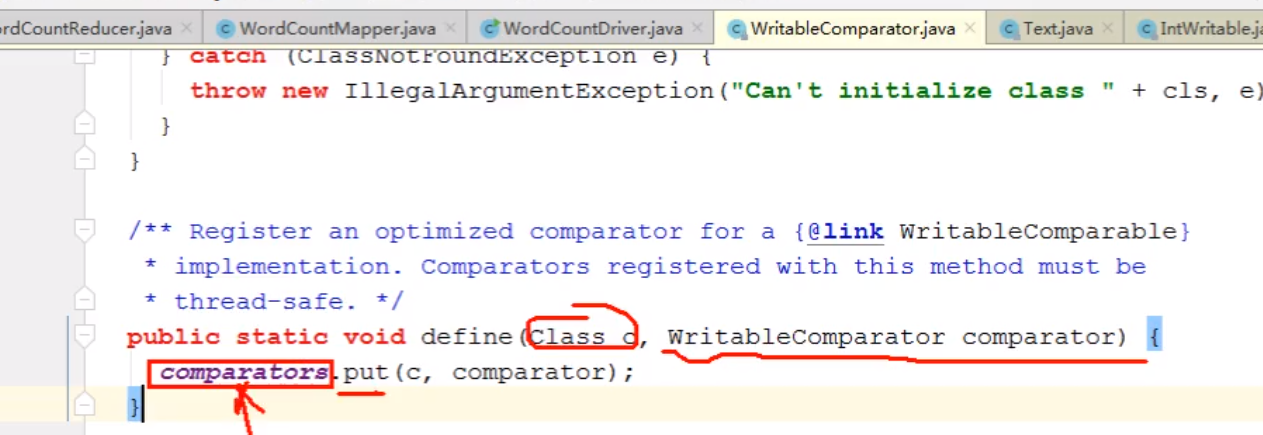 rdCountReducer.java WordCountMapper.java WordCountDriver.java WritableComparator.java Text.java IntWritable.ja
} catch (ClassNotFoundException e) {
throw new IllegalArgumentException("Can't initialize class " + cls, e)
}
}
/** Register an optimized comparator for a {@link WritableComparable}
* implementation. Comparators registered with this method must be
* thread-safe. */
public static void define(Class c, WritableComparator comparator) {
comparators.put(c, comparator);
}